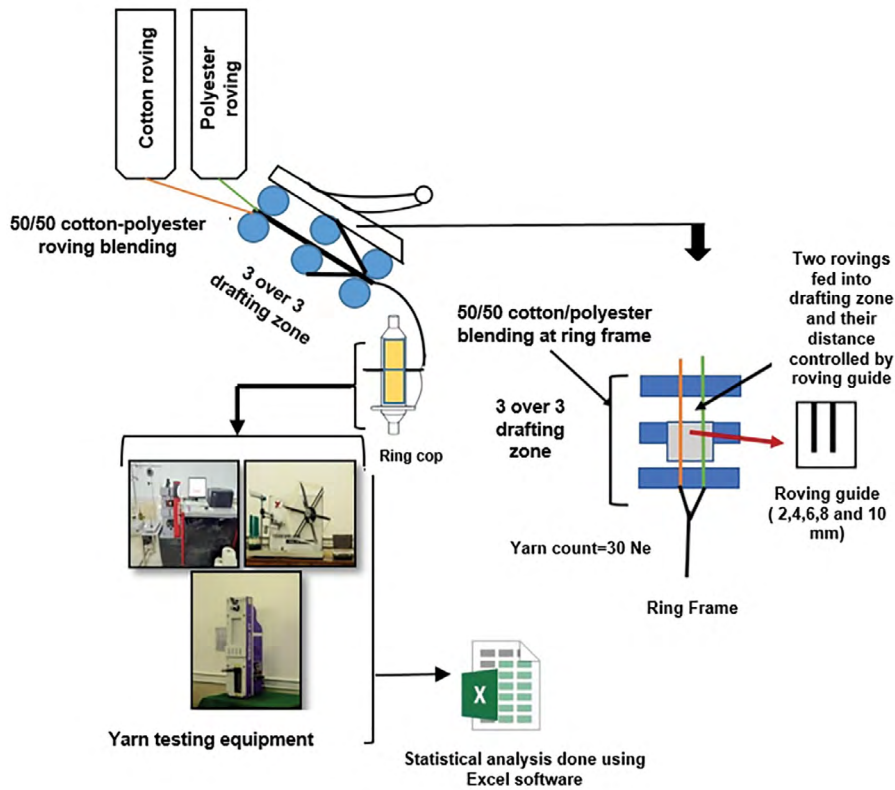 Cotton roving
Polyester
roving
50/50 cotton-polyester
roving blending
3 over 3
drafting zone
Ring cop
50/50 cotton/polyester
blending at ring frame
3 over 3
drafting
zone
Two rovings
fed into
drafting zone
and their
distance
controlled by
roving guide
Roving guide
( 2,4,6,8 and 10
mm)
Yarn count=30 Ne
Ring Frame
Yarn testing equipment
X
Statistical analysis done using
Excel software